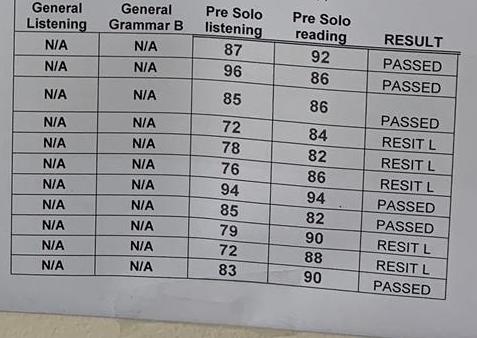 General Listening General Grammar B Pre Solo listening Pre Solo reading RESULT
N/A N/A 87 92 PASSED
N/A N/A 96 86 PASSED
N/A N/A 85 86 PASSED
N/A N/A 72 84 RESIT L
N/A N/A 78 82 RESIT L
N/A N/A 76 86 RESIT L
N/A N/A 94 94 PASSED
N/A N/A 85 82 PASSED
N/A N/A 79 90 RESIT L
N/A N/A 72 88 RESIT L
N/A N/A 83 90 PASSED